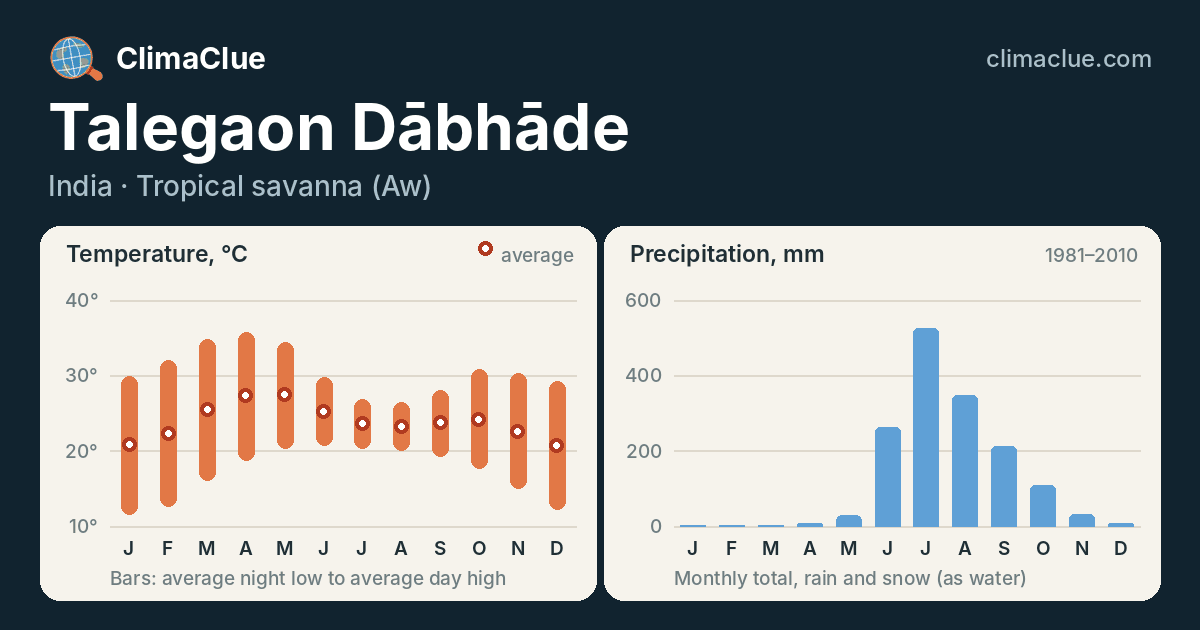 ClimaClue
climaclue.com
Talegaon Dābhāde
India · Tropical savanna (Aw)
Temperature, °C
average
40°
30°
20°
10°
J F M A M J J A S O N D
Bars: average night low to average day high
Precipitation, mm
1981–2010
600
400
200
0
J F M A M J J A S O N D
Monthly total, rain and snow (as water)